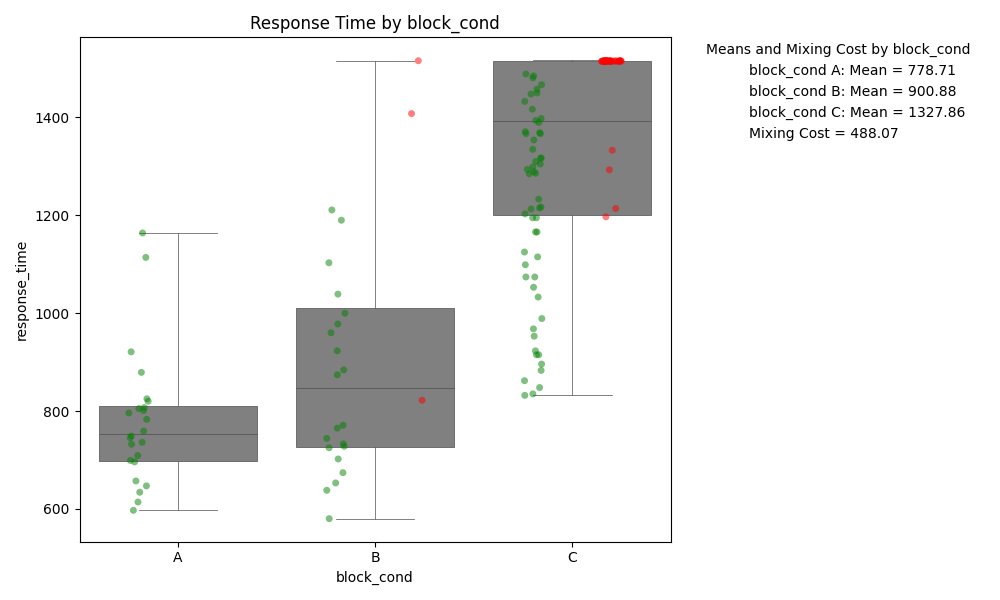 Response Time by block_cond
Means and Mixing Cost by block_cond
block_cond A: Mean = 778.71
block_cond B: Mean = 900.88
block_cond C: Mean = 1327.86
Mixing Cost = 488.07
response_time
1400
1200
1000
800
600
A
B
C
block_cond